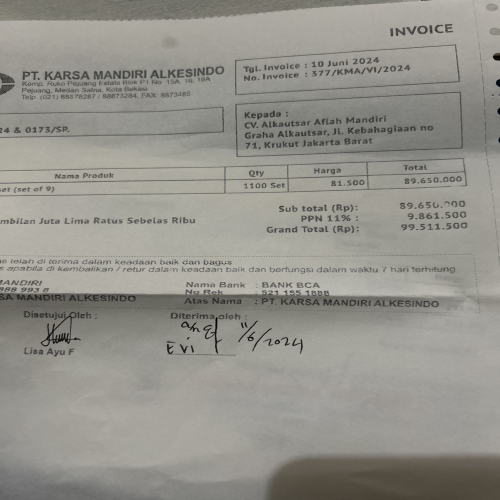 INVOICE
PT. KARSA MANDIRI ALKESINDO
Komp. Ruko Pejuang Estate Blok P1 No. 15A, 16, 18A
Pejuang, Medan Satria, Kota Bekasi
Telp. (021) 88878287 / 88873284, FAX: 8873485
Tgl. Invoice : 10 Juni 2024
No. Invoice : 377/KMA/VI/2024
24 & 0173/SP.
Kepada :
CV. Alkautsar Aflah Mandiri
Graha Alkautsar, Jl. Kebahagiaan no
71, Krukut Jakarta Barat
Nama Produk Qty Harga Total
set (set of 9) 1100 Set 81.500 89.650.000
Sub total (Rp): 89.650.000
PPN 11% : 9.861.500
Grand Total (Rp): 99.511.500
mbilan Juta Lima Ratus Sebelas Ribu
telah di terima dalam keadaan baik dan bagus
apabila di kembalikan / retur dalam keadaan baik dan berfungsi dalam waktu 7 hari terhitung
MANDIRI Nama Bank : BANK BCA
888 993 8 No Rek : 521 155 1888
SA MANDIRI ALKESINDO Atas Nama : PT. KARSA MANDIRI ALKESINDO
Disetujui Oleh : Diterima oleh :
Lisa Ayu F Evi 11/6/2024